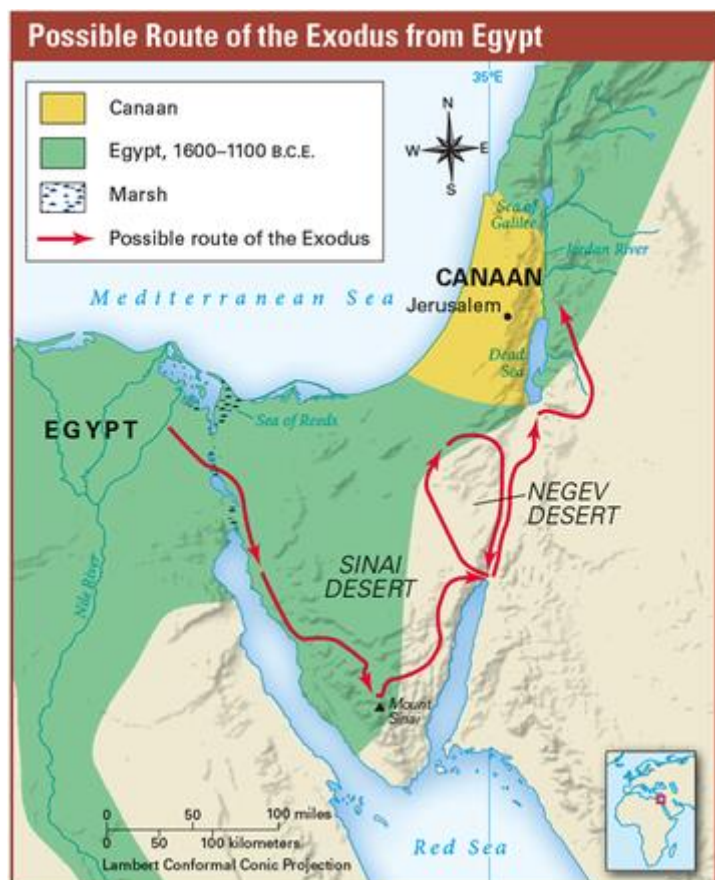 Possible Route of the Exodus from Egypt
Canaan
Egypt, 1600–1100 B.C.E.
Marsh
Possible route of the Exodus
35°E
N
W
E
S
Sea of
Galilee
Jordan River
Mediterranean Sea
CANAAN
Jerusalem
Dead
Sea
Sea of Reeds
EGYPT
NEGEV
DESERT
SINAI
DESERT
Nile River
Mount
Sinai
0 50 100 miles
0 50 100 kilometers
Lambert Conformal Conic Projection
Red Sea